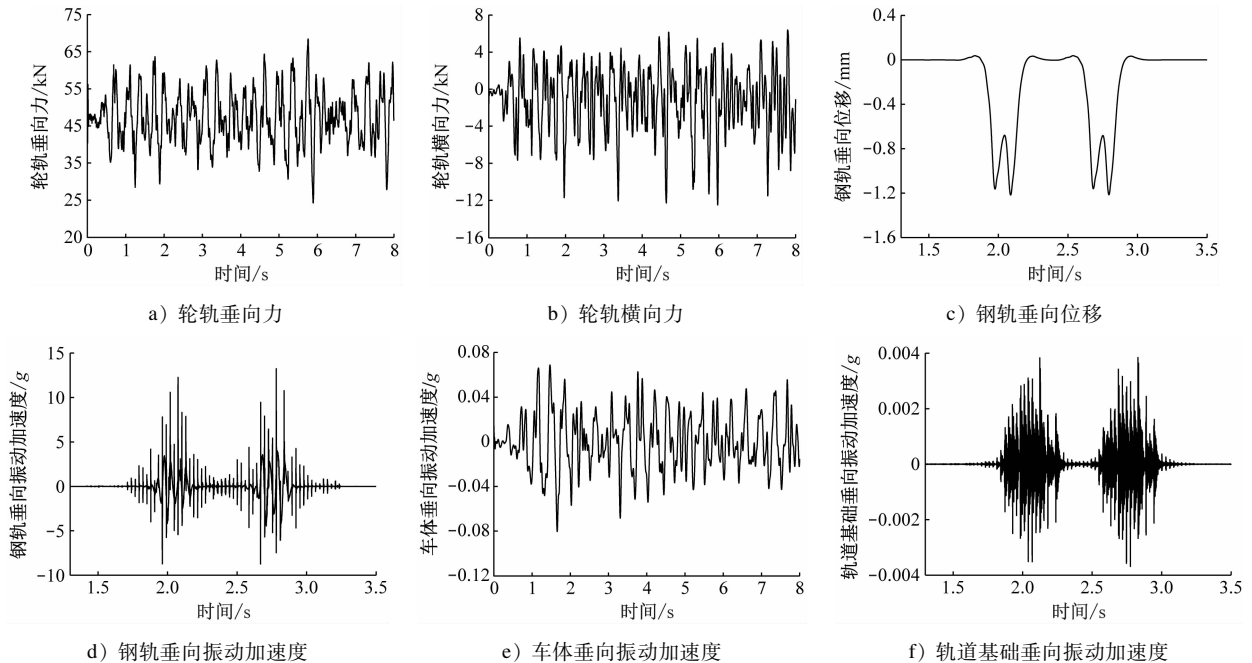 75
65
55
45
35
25
20
0 1 2 3 4 5 6 7 8
轮轨垂向力/kN
时间/s
a）轮轨垂向力
8
4
0
−4
−8
−12
−16
0 1 2 3 4 5 6 7 8
轮轨横向力/kN
时间/s
b）轮轨横向力
0.4
0
−0.4
−0.8
−1.2
−1.6
1.5 2.0 2.5 3.0 3.5
钢轨垂向位移/mm
时间/s
c）钢轨垂向位移
15
10
5
0
−5
−10
1.5 2.0 2.5 3.0 3.5
钢轨垂向振动加速度/g
时间/s
d）钢轨垂向振动加速度
0.08
0.04
0
−0.04
−0.08
−0.12
0 1 2 3 4 5 6 7 8
车体垂向振动加速度/g
时间/s
e）车体垂向振动加速度
0.004
0.002
0
−0.002
−0.004
1.5 2.0 2.5 3.0 3.5
轨道基础垂向振动加速度/g
时间/s
f）轨道基础垂向振动加速度